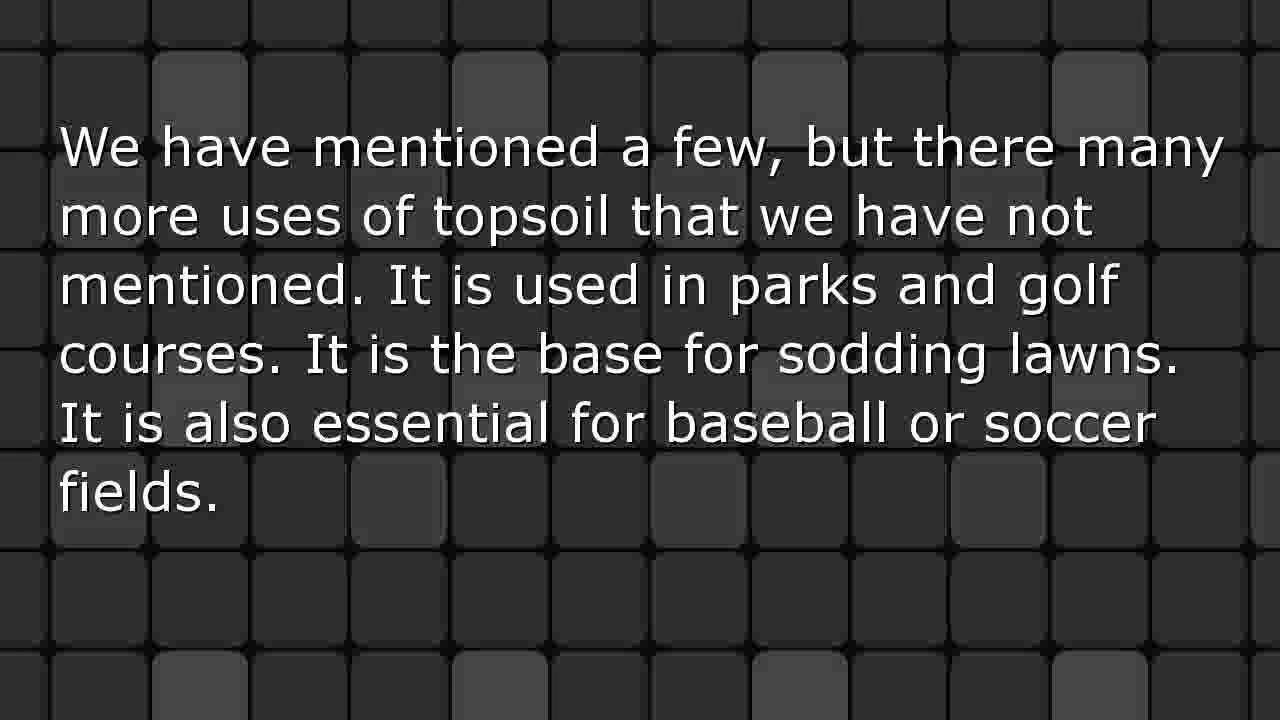 We have mentioned a few, but there many
more uses of topsoil that we have not
mentioned. It is used in parks and golf
courses. It is the base for sodding lawns.
It is also essential for baseball or soccer
fields.